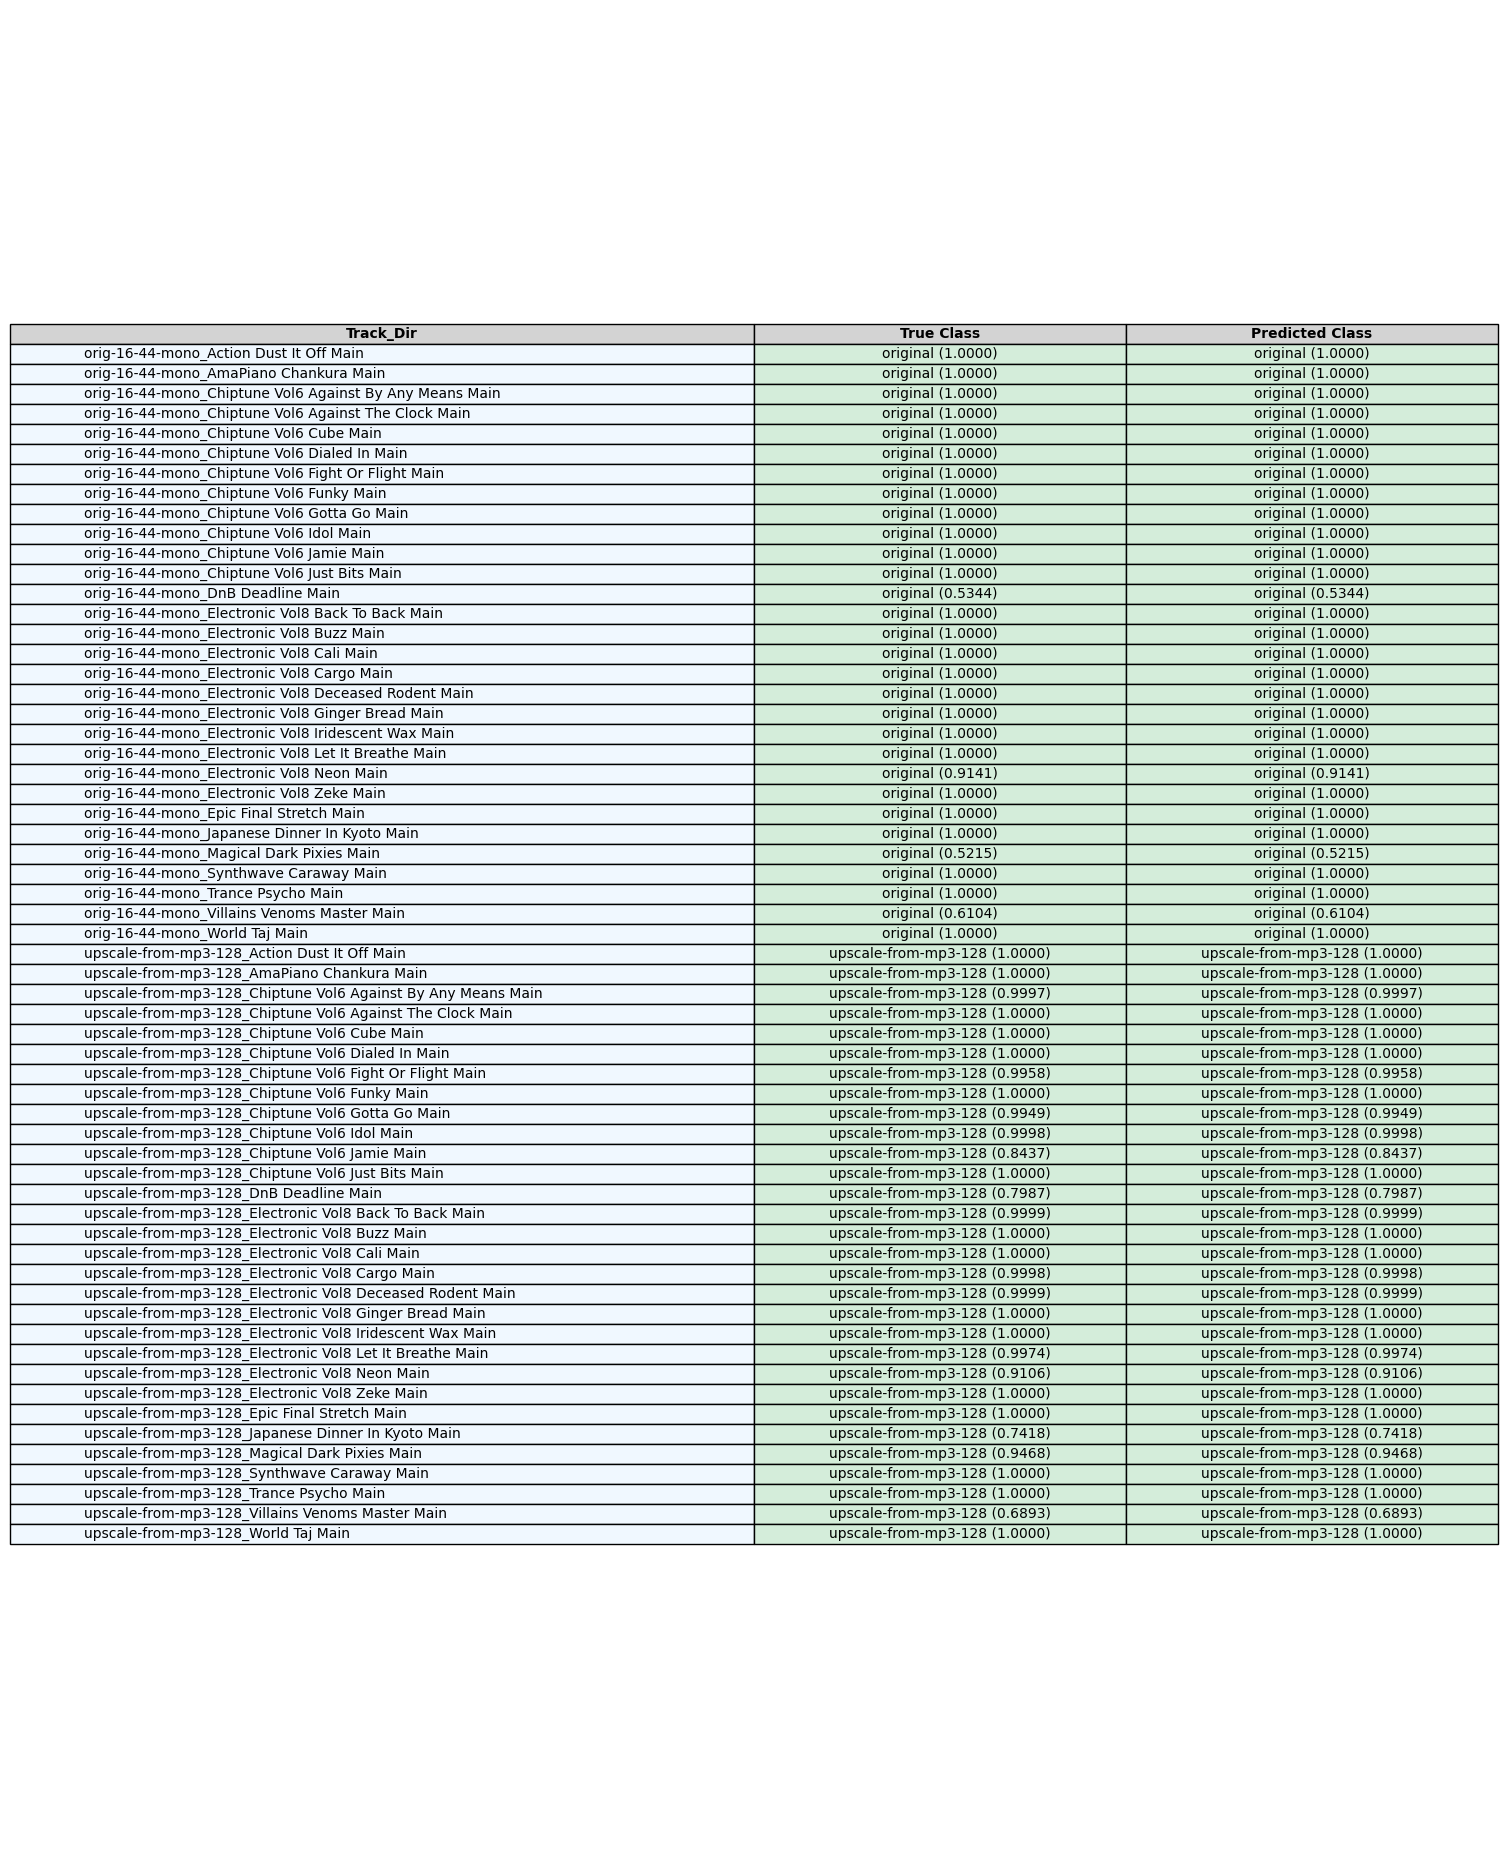 Track_Dir True Class Predicted Class
orig-16-44-mono_Action Dust It Off Main original (1.0000) original (1.0000)
orig-16-44-mono_AmaPiano Chankura Main original (1.0000) original (1.0000)
orig-16-44-mono_Chiptune Vol6 Against By Any Means Main original (1.0000) original (1.0000)
orig-16-44-mono_Chiptune Vol6 Against The Clock Main original (1.0000) original (1.0000)
orig-16-44-mono_Chiptune Vol6 Cube Main original (1.0000) original (1.0000)
orig-16-44-mono_Chiptune Vol6 Dialed In Main original (1.0000) original (1.0000)
orig-16-44-mono_Chiptune Vol6 Fight Or Flight Main original (1.0000) original (1.0000)
orig-16-44-mono_Chiptune Vol6 Funky Main original (1.0000) original (1.0000)
orig-16-44-mono_Chiptune Vol6 Gotta Go Main original (1.0000) original (1.0000)
orig-16-44-mono_Chiptune Vol6 Idol Main original (1.0000) original (1.0000)
orig-16-44-mono_Chiptune Vol6 Jamie Main original (1.0000) original (1.0000)
orig-16-44-mono_Chiptune Vol6 Just Bits Main original (1.0000) original (1.0000)
orig-16-44-mono_DnB Deadline Main original (0.5344) original (0.5344)
orig-16-44-mono_Electronic Vol8 Back To Back Main original (1.0000) original (1.0000)
orig-16-44-mono_Electronic Vol8 Buzz Main original (1.0000) original (1.0000)
orig-16-44-mono_Electronic Vol8 Cali Main original (1.0000) original (1.0000)
orig-16-44-mono_Electronic Vol8 Cargo Main original (1.0000) original (1.0000)
orig-16-44-mono_Electronic Vol8 Deceased Rodent Main original (1.0000) original (1.0000)
orig-16-44-mono_Electronic Vol8 Ginger Bread Main original (1.0000) original (1.0000)
orig-16-44-mono_Electronic Vol8 Iridescent Wax Main original (1.0000) original (1.0000)
orig-16-44-mono_Electronic Vol8 Let It Breathe Main original (1.0000) original (1.0000)
orig-16-44-mono_Electronic Vol8 Neon Main original (0.9141) original (0.9141)
orig-16-44-mono_Electronic Vol8 Zeke Main original (1.0000) original (1.0000)
orig-16-44-mono_Epic Final Stretch Main original (1.0000) original (1.0000)
orig-16-44-mono_Japanese Dinner In Kyoto Main original (1.0000) original (1.0000)
orig-16-44-mono_Magical Dark Pixies Main original (0.5215) original (0.5215)
orig-16-44-mono_Synthwave Caraway Main original (1.0000) original (1.0000)
orig-16-44-mono_Trance Psycho Main original (1.0000) original (1.0000)
orig-16-44-mono_Villains Venoms Master Main original (0.6104) original (0.6104)
orig-16-44-mono_World Taj Main original (1.0000) original (1.0000)
upscale-from-mp3-128_Action Dust It Off Main upscale-from-mp3-128 (1.0000) upscale-from-mp3-128 (1.0000)
upscale-from-mp3-128_AmaPiano Chankura Main upscale-from-mp3-128 (1.0000) upscale-from-mp3-128 (1.0000)
upscale-from-mp3-128_Chiptune Vol6 Against By Any Means Main upscale-from-mp3-128 (0.9997) upscale-from-mp3-128 (0.9997)
upscale-from-mp3-128_Chiptune Vol6 Against The Clock Main upscale-from-mp3-128 (1.0000) upscale-from-mp3-128 (1.0000)
upscale-from-mp3-128_Chiptune Vol6 Cube Main upscale-from-mp3-128 (1.0000) upscale-from-mp3-128 (1.0000)
upscale-from-mp3-128_Chiptune Vol6 Dialed In Main upscale-from-mp3-128 (1.0000) upscale-from-mp3-128 (1.0000)
upscale-from-mp3-128_Chiptune Vol6 Fight Or Flight Main upscale-from-mp3-128 (0.9958) upscale-from-mp3-128 (0.9958)
upscale-from-mp3-128_Chiptune Vol6 Funky Main upscale-from-mp3-128 (1.0000) upscale-from-mp3-128 (1.0000)
upscale-from-mp3-128_Chiptune Vol6 Gotta Go Main upscale-from-mp3-128 (0.9949) upscale-from-mp3-128 (0.9949)
upscale-from-mp3-128_Chiptune Vol6 Idol Main upscale-from-mp3-128 (0.9998) upscale-from-mp3-128 (0.9998)
upscale-from-mp3-128_Chiptune Vol6 Jamie Main upscale-from-mp3-128 (0.8437) upscale-from-mp3-128 (0.8437)
upscale-from-mp3-128_Chiptune Vol6 Just Bits Main upscale-from-mp3-128 (1.0000) upscale-from-mp3-128 (1.0000)
upscale-from-mp3-128_DnB Deadline Main upscale-from-mp3-128 (0.7987) upscale-from-mp3-128 (0.7987)
upscale-from-mp3-128_Electronic Vol8 Back To Back Main upscale-from-mp3-128 (0.9999) upscale-from-mp3-128 (0.9999)
upscale-from-mp3-128_Electronic Vol8 Buzz Main upscale-from-mp3-128 (1.0000) upscale-from-mp3-128 (1.0000)
upscale-from-mp3-128_Electronic Vol8 Cali Main upscale-from-mp3-128 (1.0000) upscale-from-mp3-128 (1.0000)
upscale-from-mp3-128_Electronic Vol8 Cargo Main upscale-from-mp3-128 (0.9998) upscale-from-mp3-128 (0.9998)
upscale-from-mp3-128_Electronic Vol8 Deceased Rodent Main upscale-from-mp3-128 (0.9999) upscale-from-mp3-128 (0.9999)
upscale-from-mp3-128_Electronic Vol8 Ginger Bread Main upscale-from-mp3-128 (1.0000) upscale-from-mp3-128 (1.0000)
upscale-from-mp3-128_Electronic Vol8 Iridescent Wax Main upscale-from-mp3-128 (1.0000) upscale-from-mp3-128 (1.0000)
upscale-from-mp3-128_Electronic Vol8 Let It Breathe Main upscale-from-mp3-128 (0.9974) upscale-from-mp3-128 (0.9974)
upscale-from-mp3-128_Electronic Vol8 Neon Main upscale-from-mp3-128 (0.9106) upscale-from-mp3-128 (0.9106)
upscale-from-mp3-128_Electronic Vol8 Zeke Main upscale-from-mp3-128 (1.0000) upscale-from-mp3-128 (1.0000)
upscale-from-mp3-128_Epic Final Stretch Main upscale-from-mp3-128 (1.0000) upscale-from-mp3-128 (1.0000)
upscale-from-mp3-128_Japanese Dinner In Kyoto Main upscale-from-mp3-128 (0.7418) upscale-from-mp3-128 (0.7418)
upscale-from-mp3-128_Magical Dark Pixies Main upscale-from-mp3-128 (0.9468) upscale-from-mp3-128 (0.9468)
upscale-from-mp3-128_Synthwave Caraway Main upscale-from-mp3-128 (1.0000) upscale-from-mp3-128 (1.0000)
upscale-from-mp3-128_Trance Psycho Main upscale-from-mp3-128 (1.0000) upscale-from-mp3-128 (1.0000)
upscale-from-mp3-128_Villains Venoms Master Main upscale-from-mp3-128 (0.6893) upscale-from-mp3-128 (0.6893)
upscale-from-mp3-128_World Taj Main upscale-from-mp3-128 (1.0000) upscale-from-mp3-128 (1.0000)